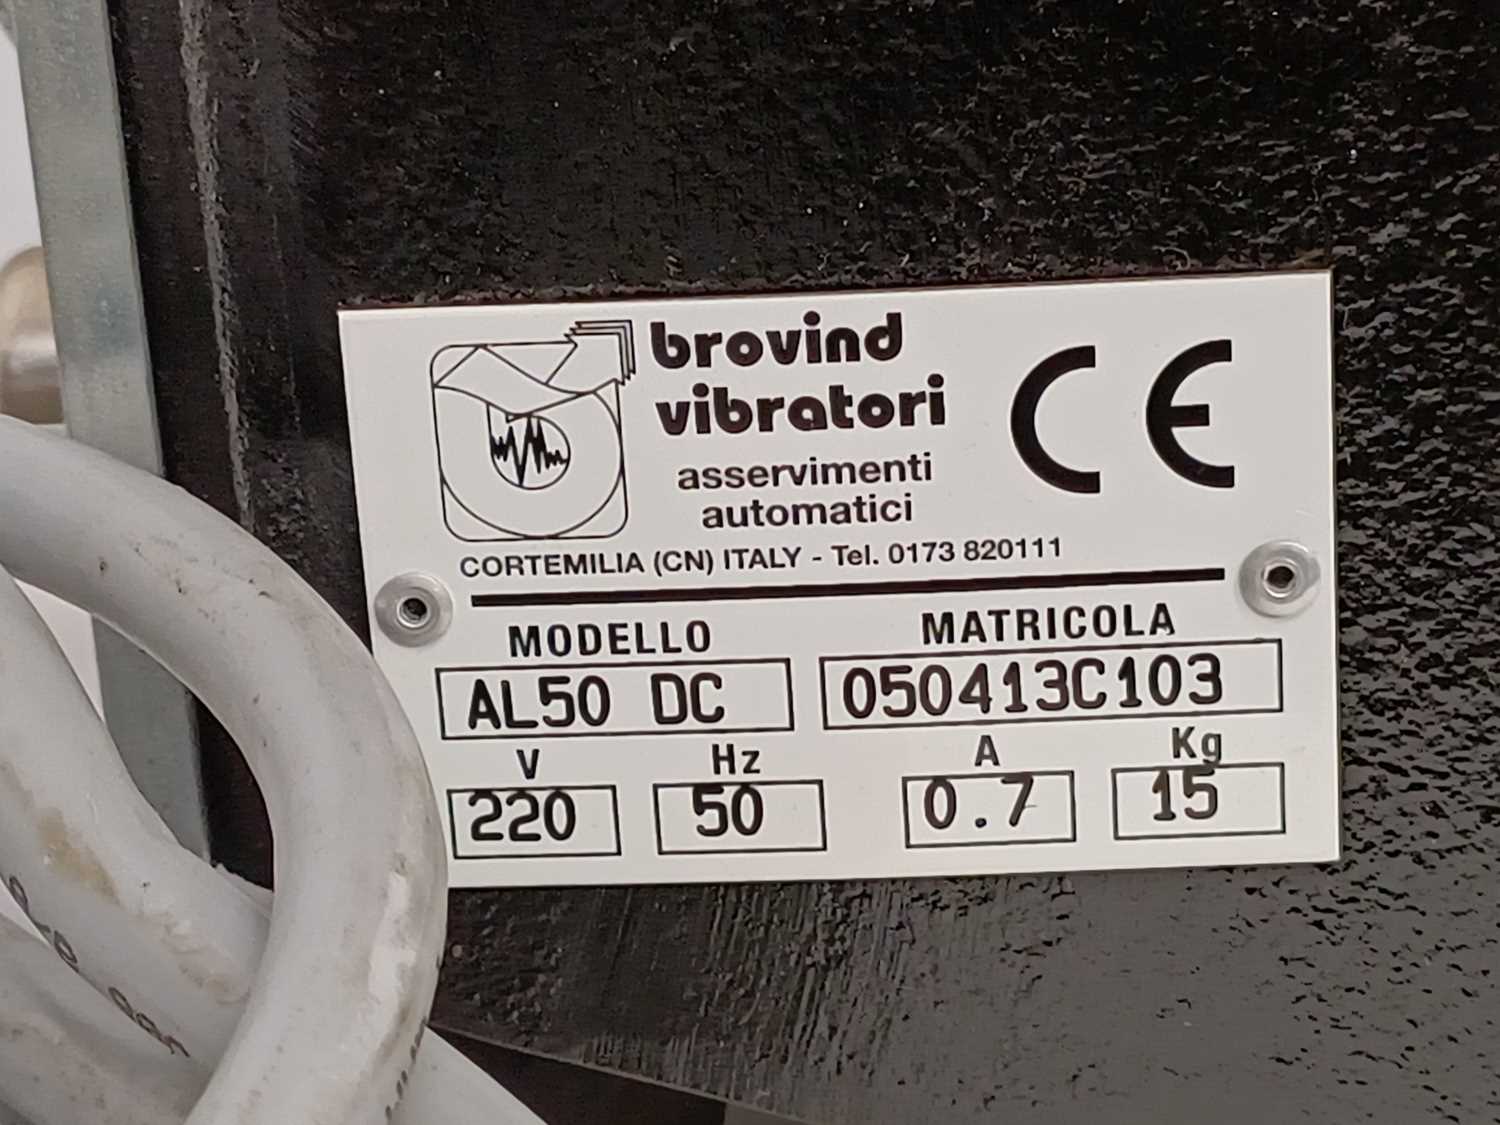 brovind
vibratori
asservimenti
automatici
CE
CORTEMILIA (CN) ITALY - Tel. 0173 820111
MODELLO MATRICOLA
AL50 DC 050413C103
V Hz A Kg
220 50 0.7 15